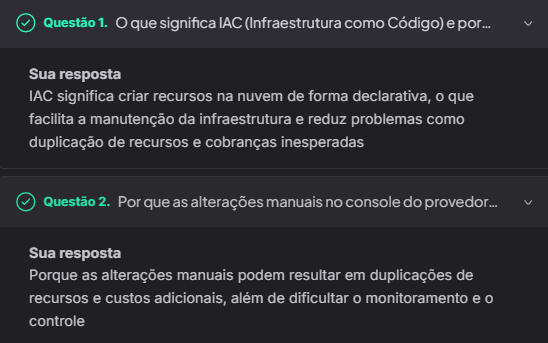 Questão 1. O que significa IAC (Infraestrutura como Código) e por...
Sua resposta
IAC significa criar recursos na nuvem de forma declarativa, o que
facilita a manutenção da infraestrutura e reduz problemas como
duplicação de recursos e cobranças inesperadas
Questão 2. Por que as alterações manuais no console do provedor...
Sua resposta
Porque as alterações manuais podem resultar em duplicações de
recursos e custos adicionais, além de dificultar o monitoramento e o
controle